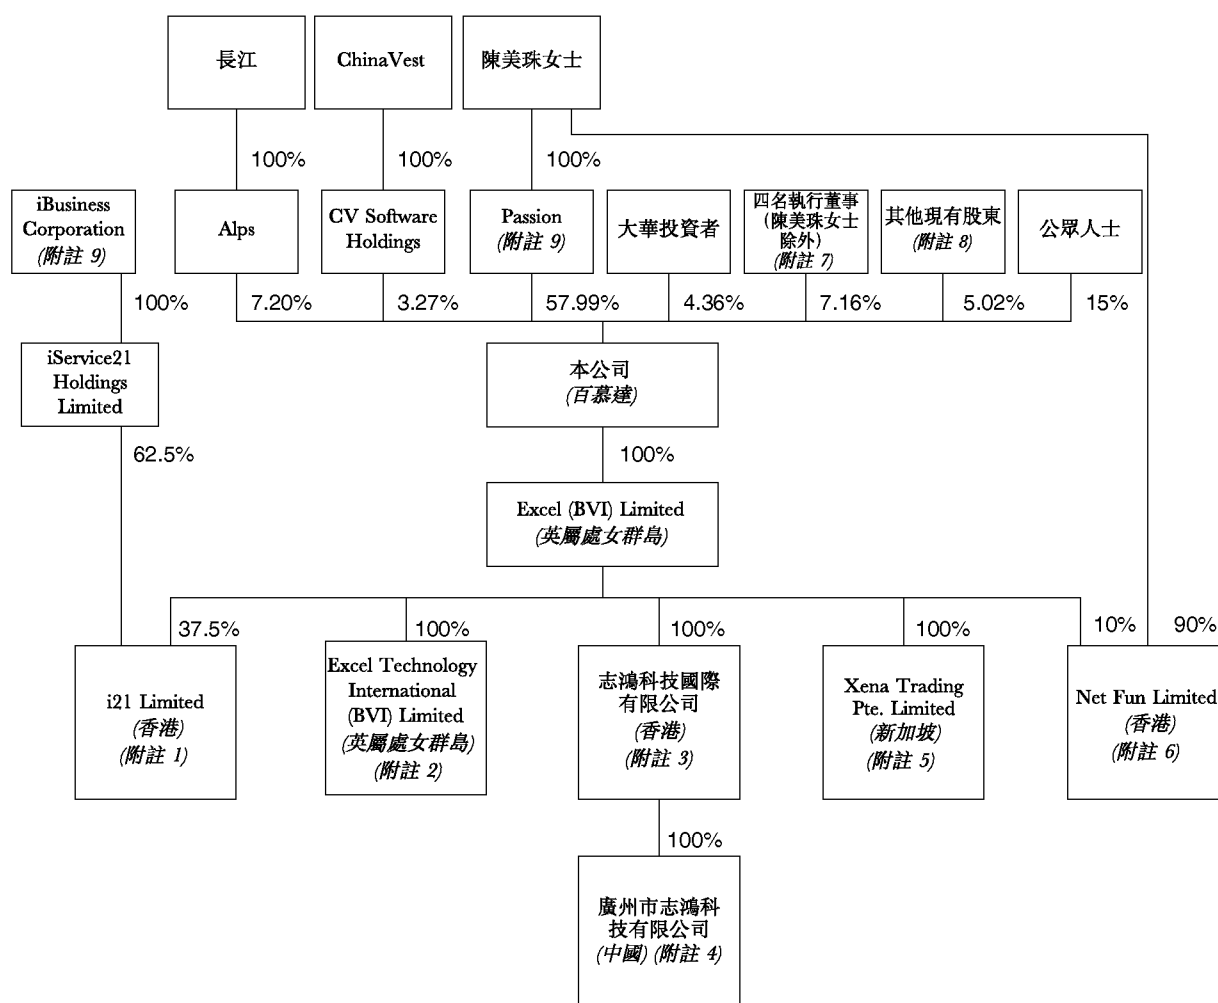 長江
ChinaVest
陳美珠女士
100%
100%
100%
iBusiness
Corporation
(附註 9)
Alps
CV Software
Holdings
Passion
(附註 9)
大華投資者
四名執行董事
(陳美珠女士
除外)
(附註 7)
其他現有股東
(附註 8)
公眾人士
100%
7.20%
3.27%
57.99%
4.36%
7.16%
5.02%
15%
iService21
Holdings
Limited
本公司
(百慕達)
62.5%
100%
Excel (BVI) Limited
(英屬處女群島)
37.5%
100%
100%
100%
10%
90%
i21 Limited
(香港)
(附註 1)
Excel Technology
International
(BVI) Limited
(英屬處女群島)
(附註 2)
志鴻科技國際
有限公司
(香港)
(附註 3)
Xena Trading
Pte. Limited
(新加坡)
(附註 5)
Net Fun Limited
(香港)
(附註 6)
100%
廣州市志鴻科
技有限公司
(中國) (附註 4)